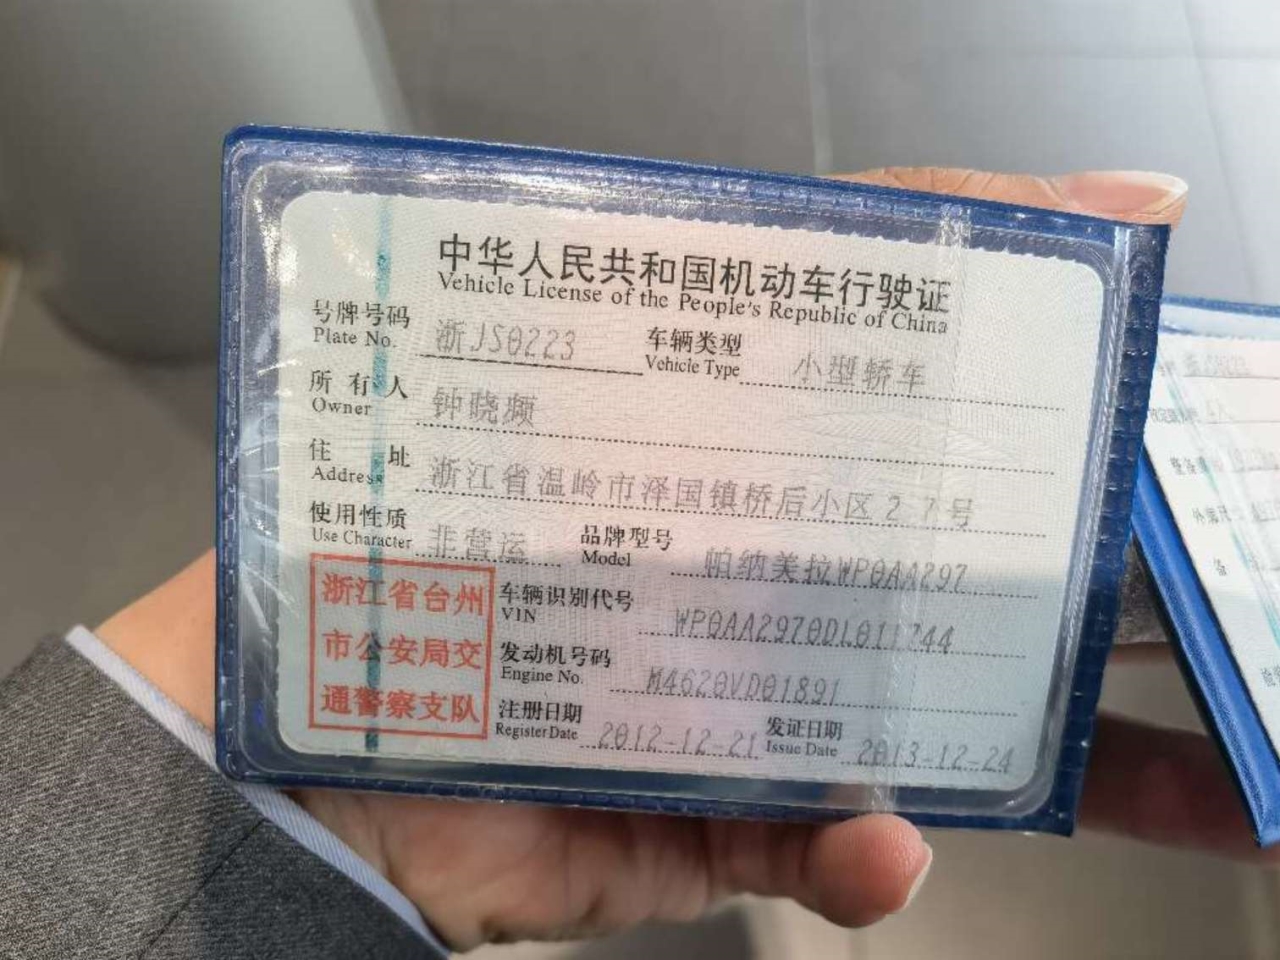 中华人民共和国机动车行驶证
Vehicle License of the People's Republic of China
号牌号码 浙JS0223 车辆类型 小型轿车
Plate No. Vehicle Type
所有人 钟晓频
Owner
住址 浙江省温岭市泽国镇桥后小区27号
Address
使用性质 非营运 品牌型号 帕纳美拉WP0AA297
Use Character Model
浙江省台州
市公安局交
通警察支队
车辆识别代号 WP0AA2970DL011744
VIN
发动机号码 M4620VD01891
Engine No.
注册日期 2012-12-21 发证日期 2013-12-24
Register Date Issue Date